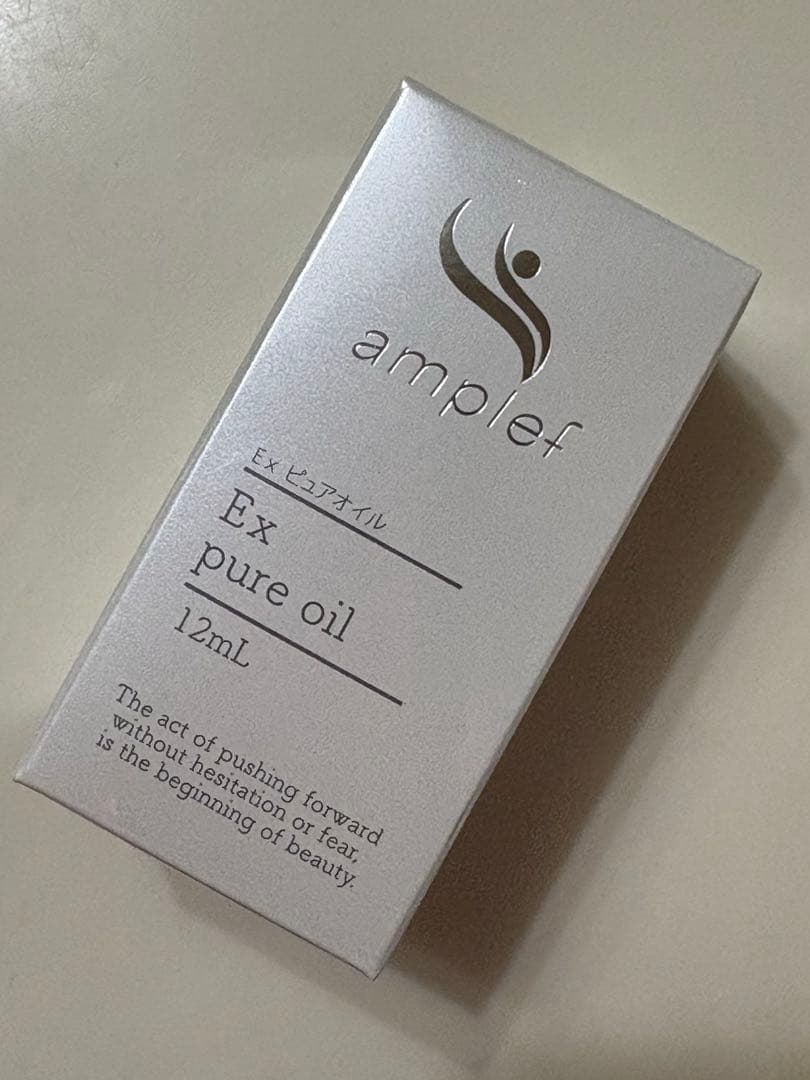 amplef
Ex ピュアオイル
Ex
pure oil
12mL
The act of pushing forward
without hesitation or fear,
is the beginning of beauty.